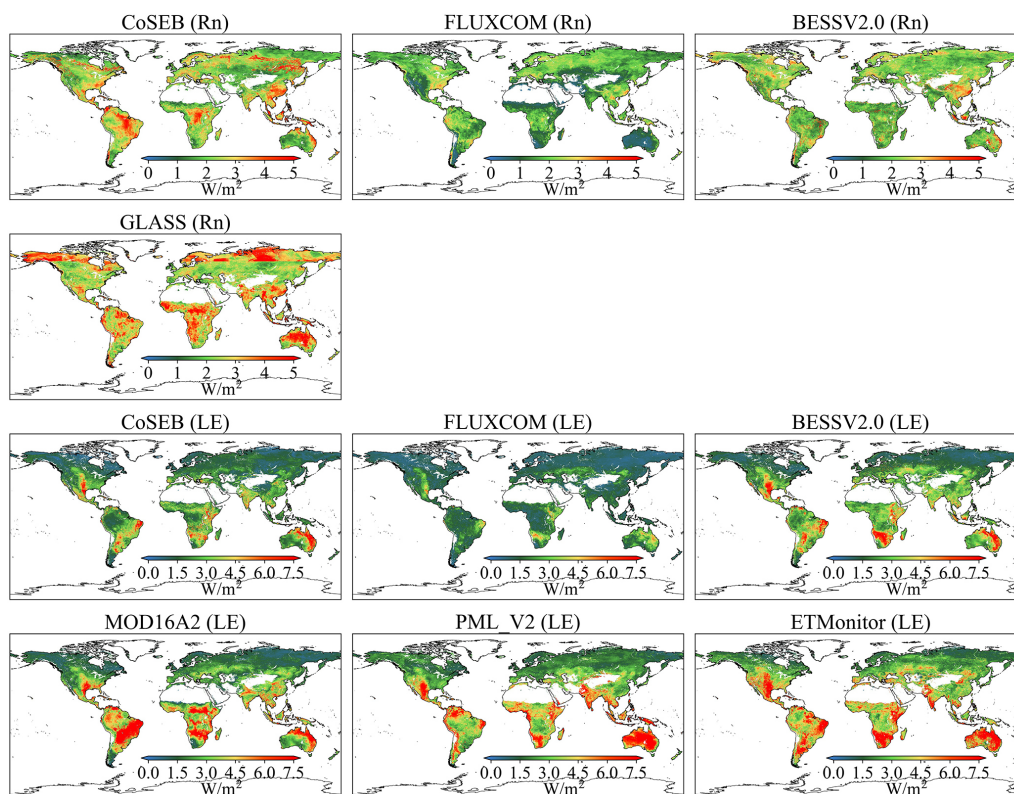 CoSEB (Rn) FLUXCOM (Rn) BESSV2.0 (Rn)
0 1 2 3 4 5 0 1 2 3 4 5 0 1 2 3 4 5
W/m² W/m² W/m²
GLASS (Rn)
0 1 2 3 4 5
W/m²
CoSEB (LE) FLUXCOM (LE) BESSV2.0 (LE)
0.0 1.5 3.0 4.5 6.0 7.5 0.0 1.5 3.0 4.5 6.0 7.5 0.0 1.5 3.0 4.5 6.0 7.5
W/m² W/m² W/m²
MOD16A2 (LE) PML_V2 (LE) ETMonitor (LE)
0.0 1.5 3.0 4.5 6.0 7.5 0.0 1.5 3.0 4.5 6.0 7.5 0.0 1.5 3.0 4.5 6.0 7.5
W/m² W/m² W/m²